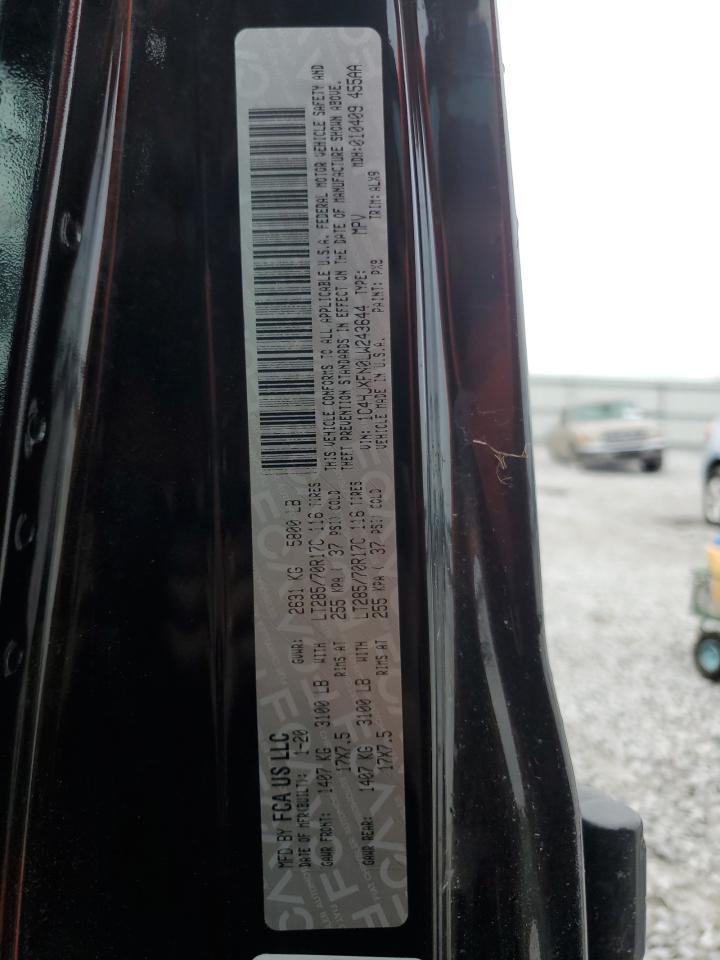 MFD BY FCA US LLC
DATE OF MFR(BUILT): 1-20 GVWR: 2631 KG 5800 LB
GAWR FRONT: 1407 KG 3100 LB WITH LT285/70R17C 116 TIRES
17X7.5 RIMS AT 255 KPA ( 37 PSI) COLD
GAWR REAR: 1407 KG 3100 LB WITH LT285/70R17C 116 TIRES
17X7.5 RIMS AT 255 KPA ( 37 PSI) COLD
THIS VEHICLE CONFORMS TO ALL APPLICABLE U.S.A. FEDERAL MOTOR VEHICLE SAFETY AND
THEFT PREVENTION STANDARDS IN EFFECT ON THE DATE OF MANUFACTURE SHOWN ABOVE.
VIN: 1C4HJXFN0LW243644 TYPE: MPV MDH:010409 455AA
VEHICLE MADE IN U.S.A. PAINT: PX8 TRIM: ALX9